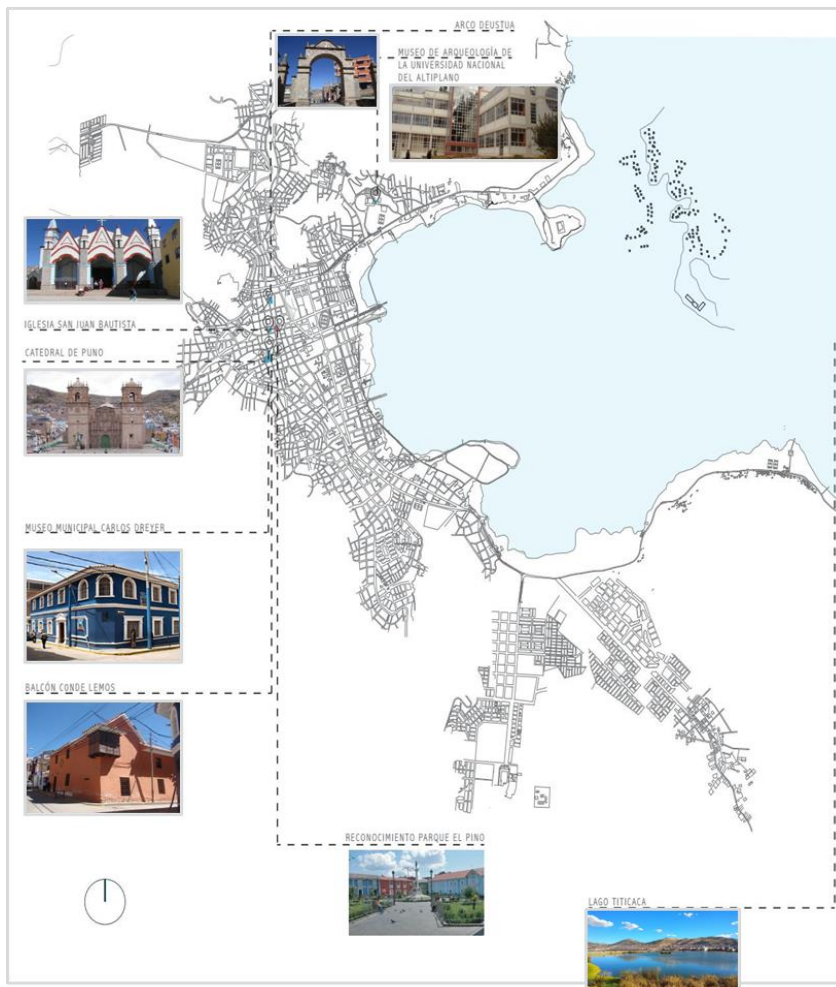 ARCO DEUSTUA
MUSEO DE ARQUEOLOGÍA DE
LA UNIVERSIDAD NACIONAL
DEL ALTIPLANO
IGLESIA SAN JUAN BAUTISTA
CATEDRAL DE PUNO
MUSEO MUNICIPAL CARLOS DREYER
BALCÓN CONDE LEMOS
RECONOCIMIENTO PARQUE EL PINO
LAGO TITICACA